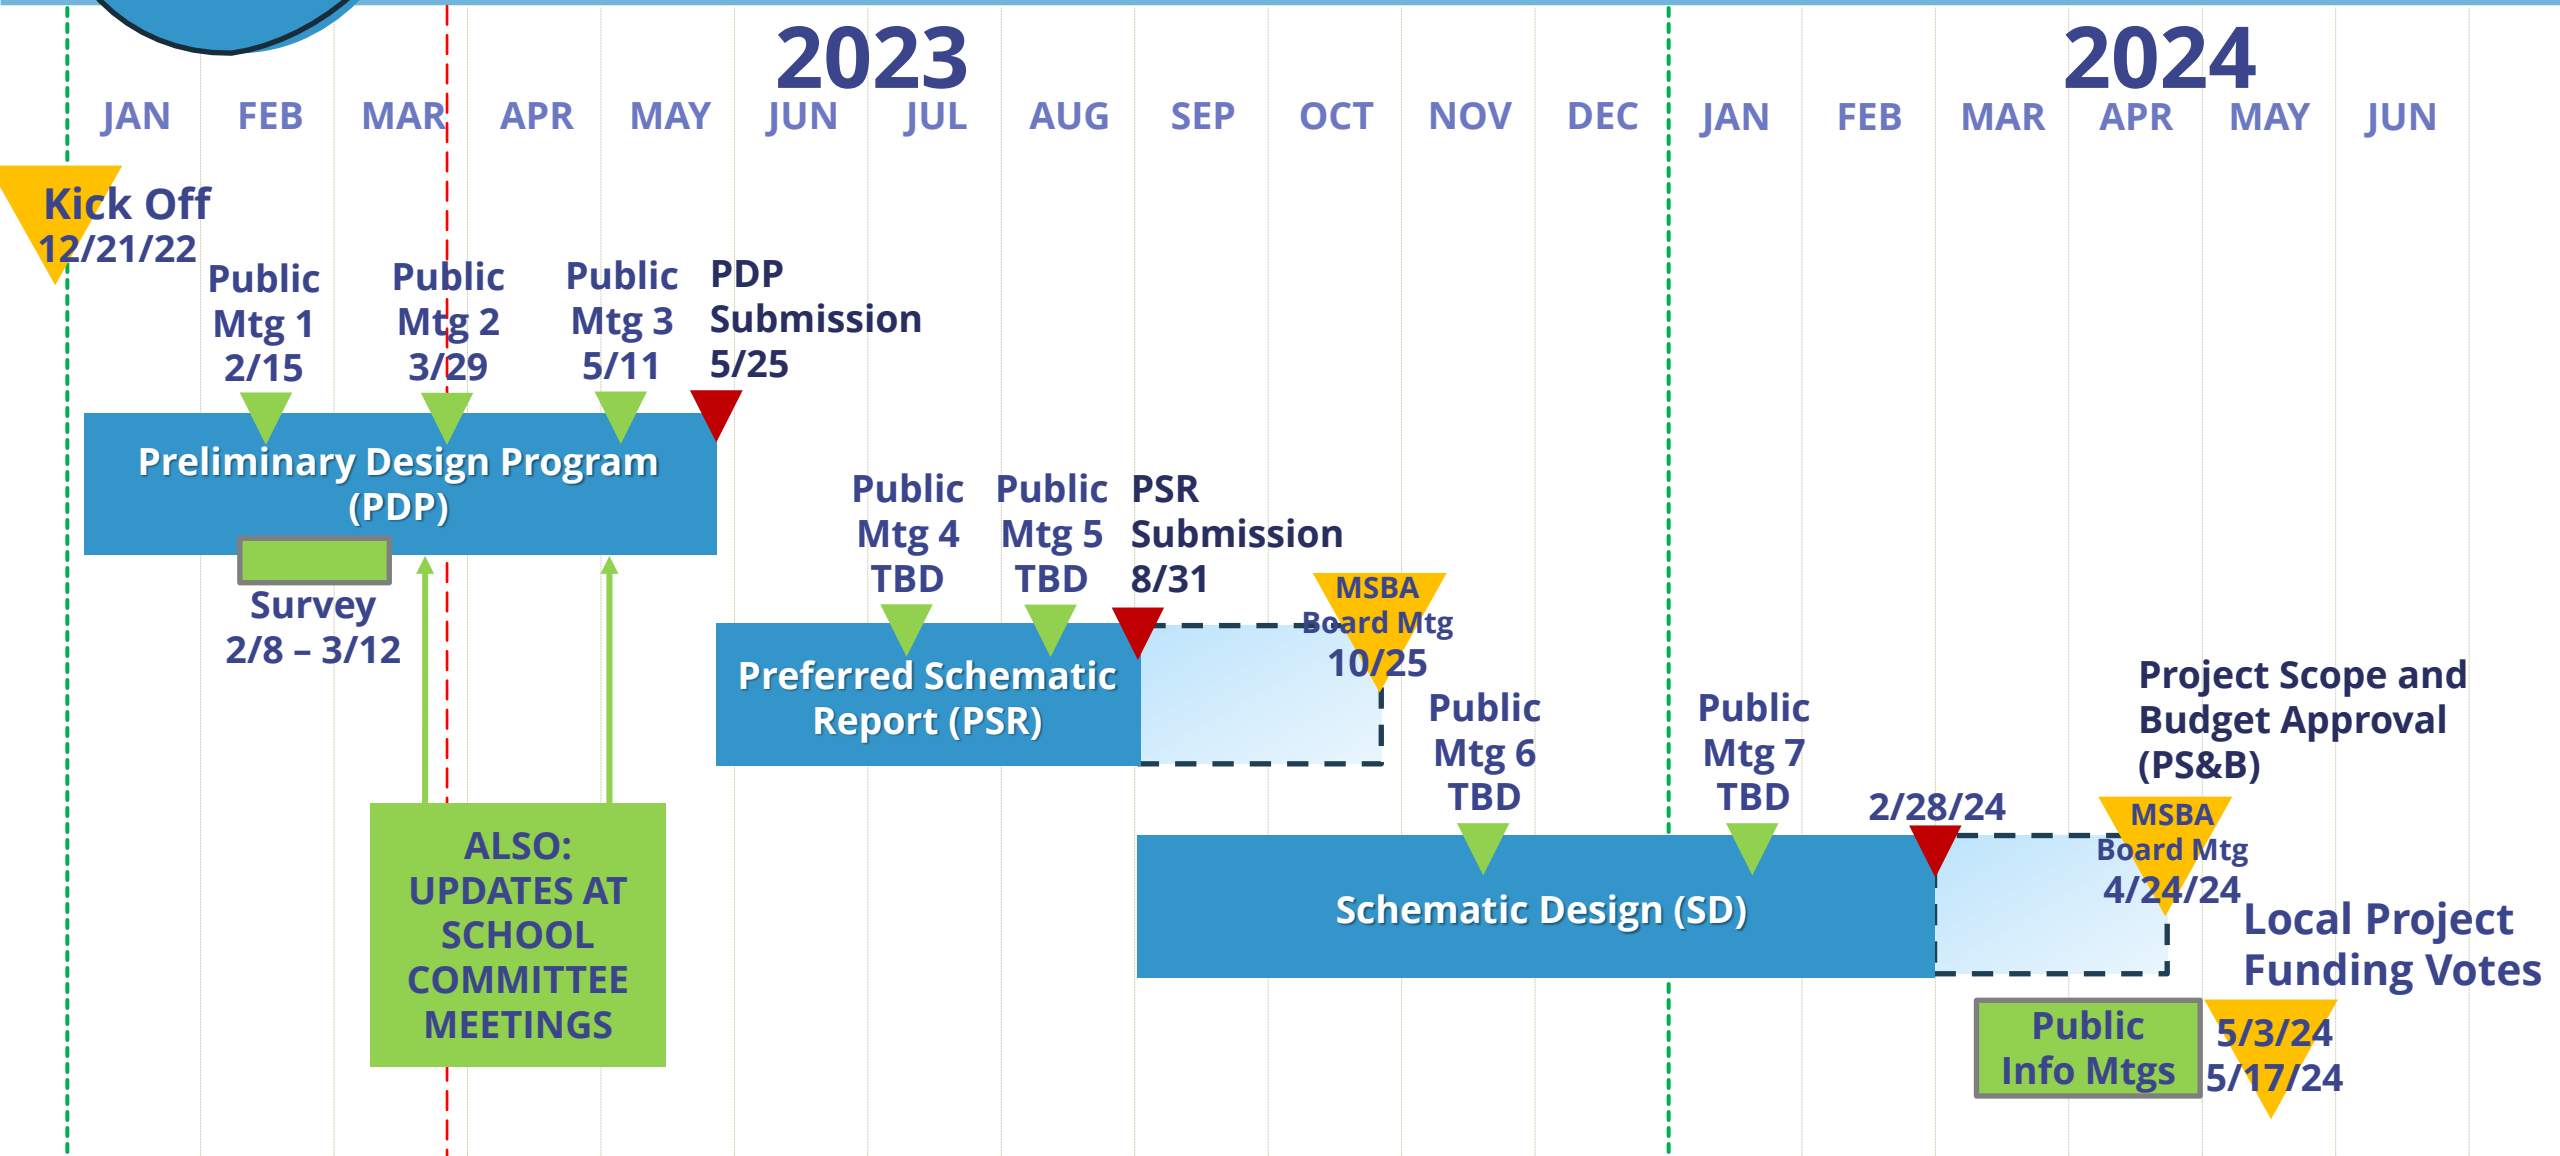 2023
2024
JAN FEB MAR APR MAY JUN JUL AUG SEP OCT NOV DEC JAN FEB MAR APR MAY JUN
Kick Off
12/21/22
Public
Mtg 1
2/15
Public
Mtg 2
3/29
Public
Mtg 3
5/11
PDP
Submission
5/25
Preliminary Design Program
(PDP)
Survey
2/8 – 3/12
ALSO:
UPDATES AT
SCHOOL
COMMITTEE
MEETINGS
Public
Mtg 4
TBD
Public
Mtg 5
TBD
PSR
Submission
8/31
Preferred Schematic
Report (PSR)
MSBA
Board Mtg
10/25
Public
Mtg 6
TBD
Public
Mtg 7
TBD
2/28/24
Schematic Design (SD)
Project Scope and
Budget Approval
(PS&B)
MSBA
Board Mtg
4/24/24
Local Project
Funding Votes
Public
Info Mtgs
5/3/24
5/17/24